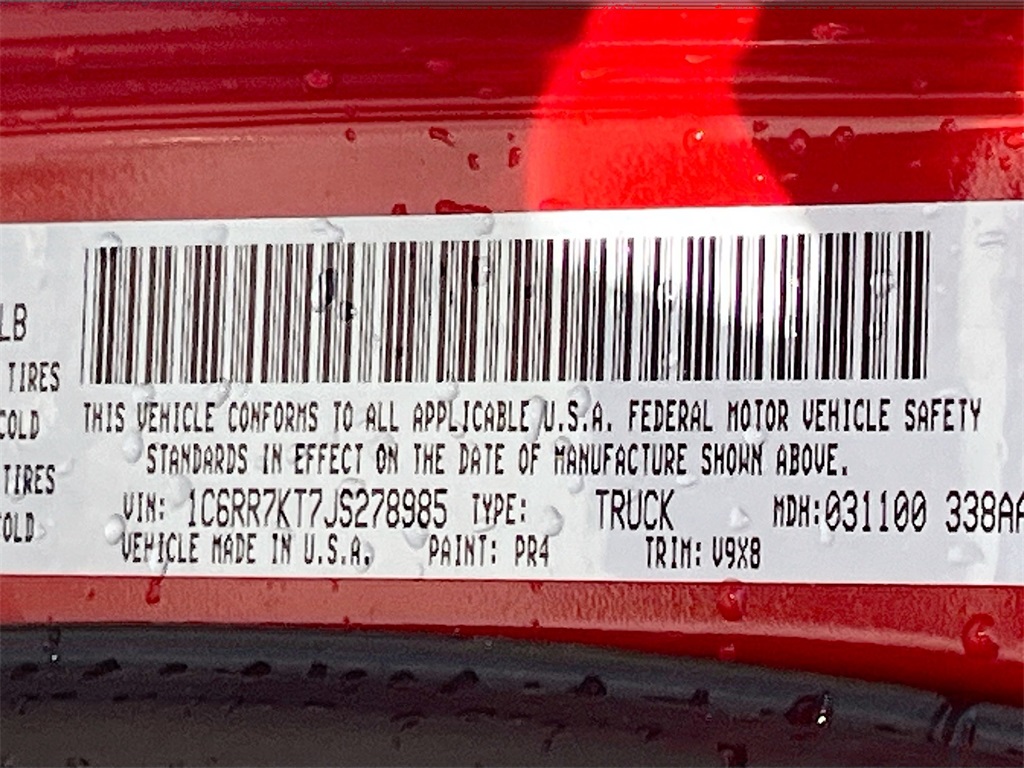 LB
TIRES
COLD
TIRES
COLD
THIS VEHICLE CONFORMS TO ALL APPLICABLE U.S.A. FEDERAL MOTOR VEHICLE SAFETY
STANDARDS IN EFFECT ON THE DATE OF MANUFACTURE SHOWN ABOVE.
VIN: 1C6RR7KT7JS278985 TYPE: TRUCK MDH:031100 338AA
VEHICLE MADE IN U.S.A. PAINT: PR4 TRIM: V9X8